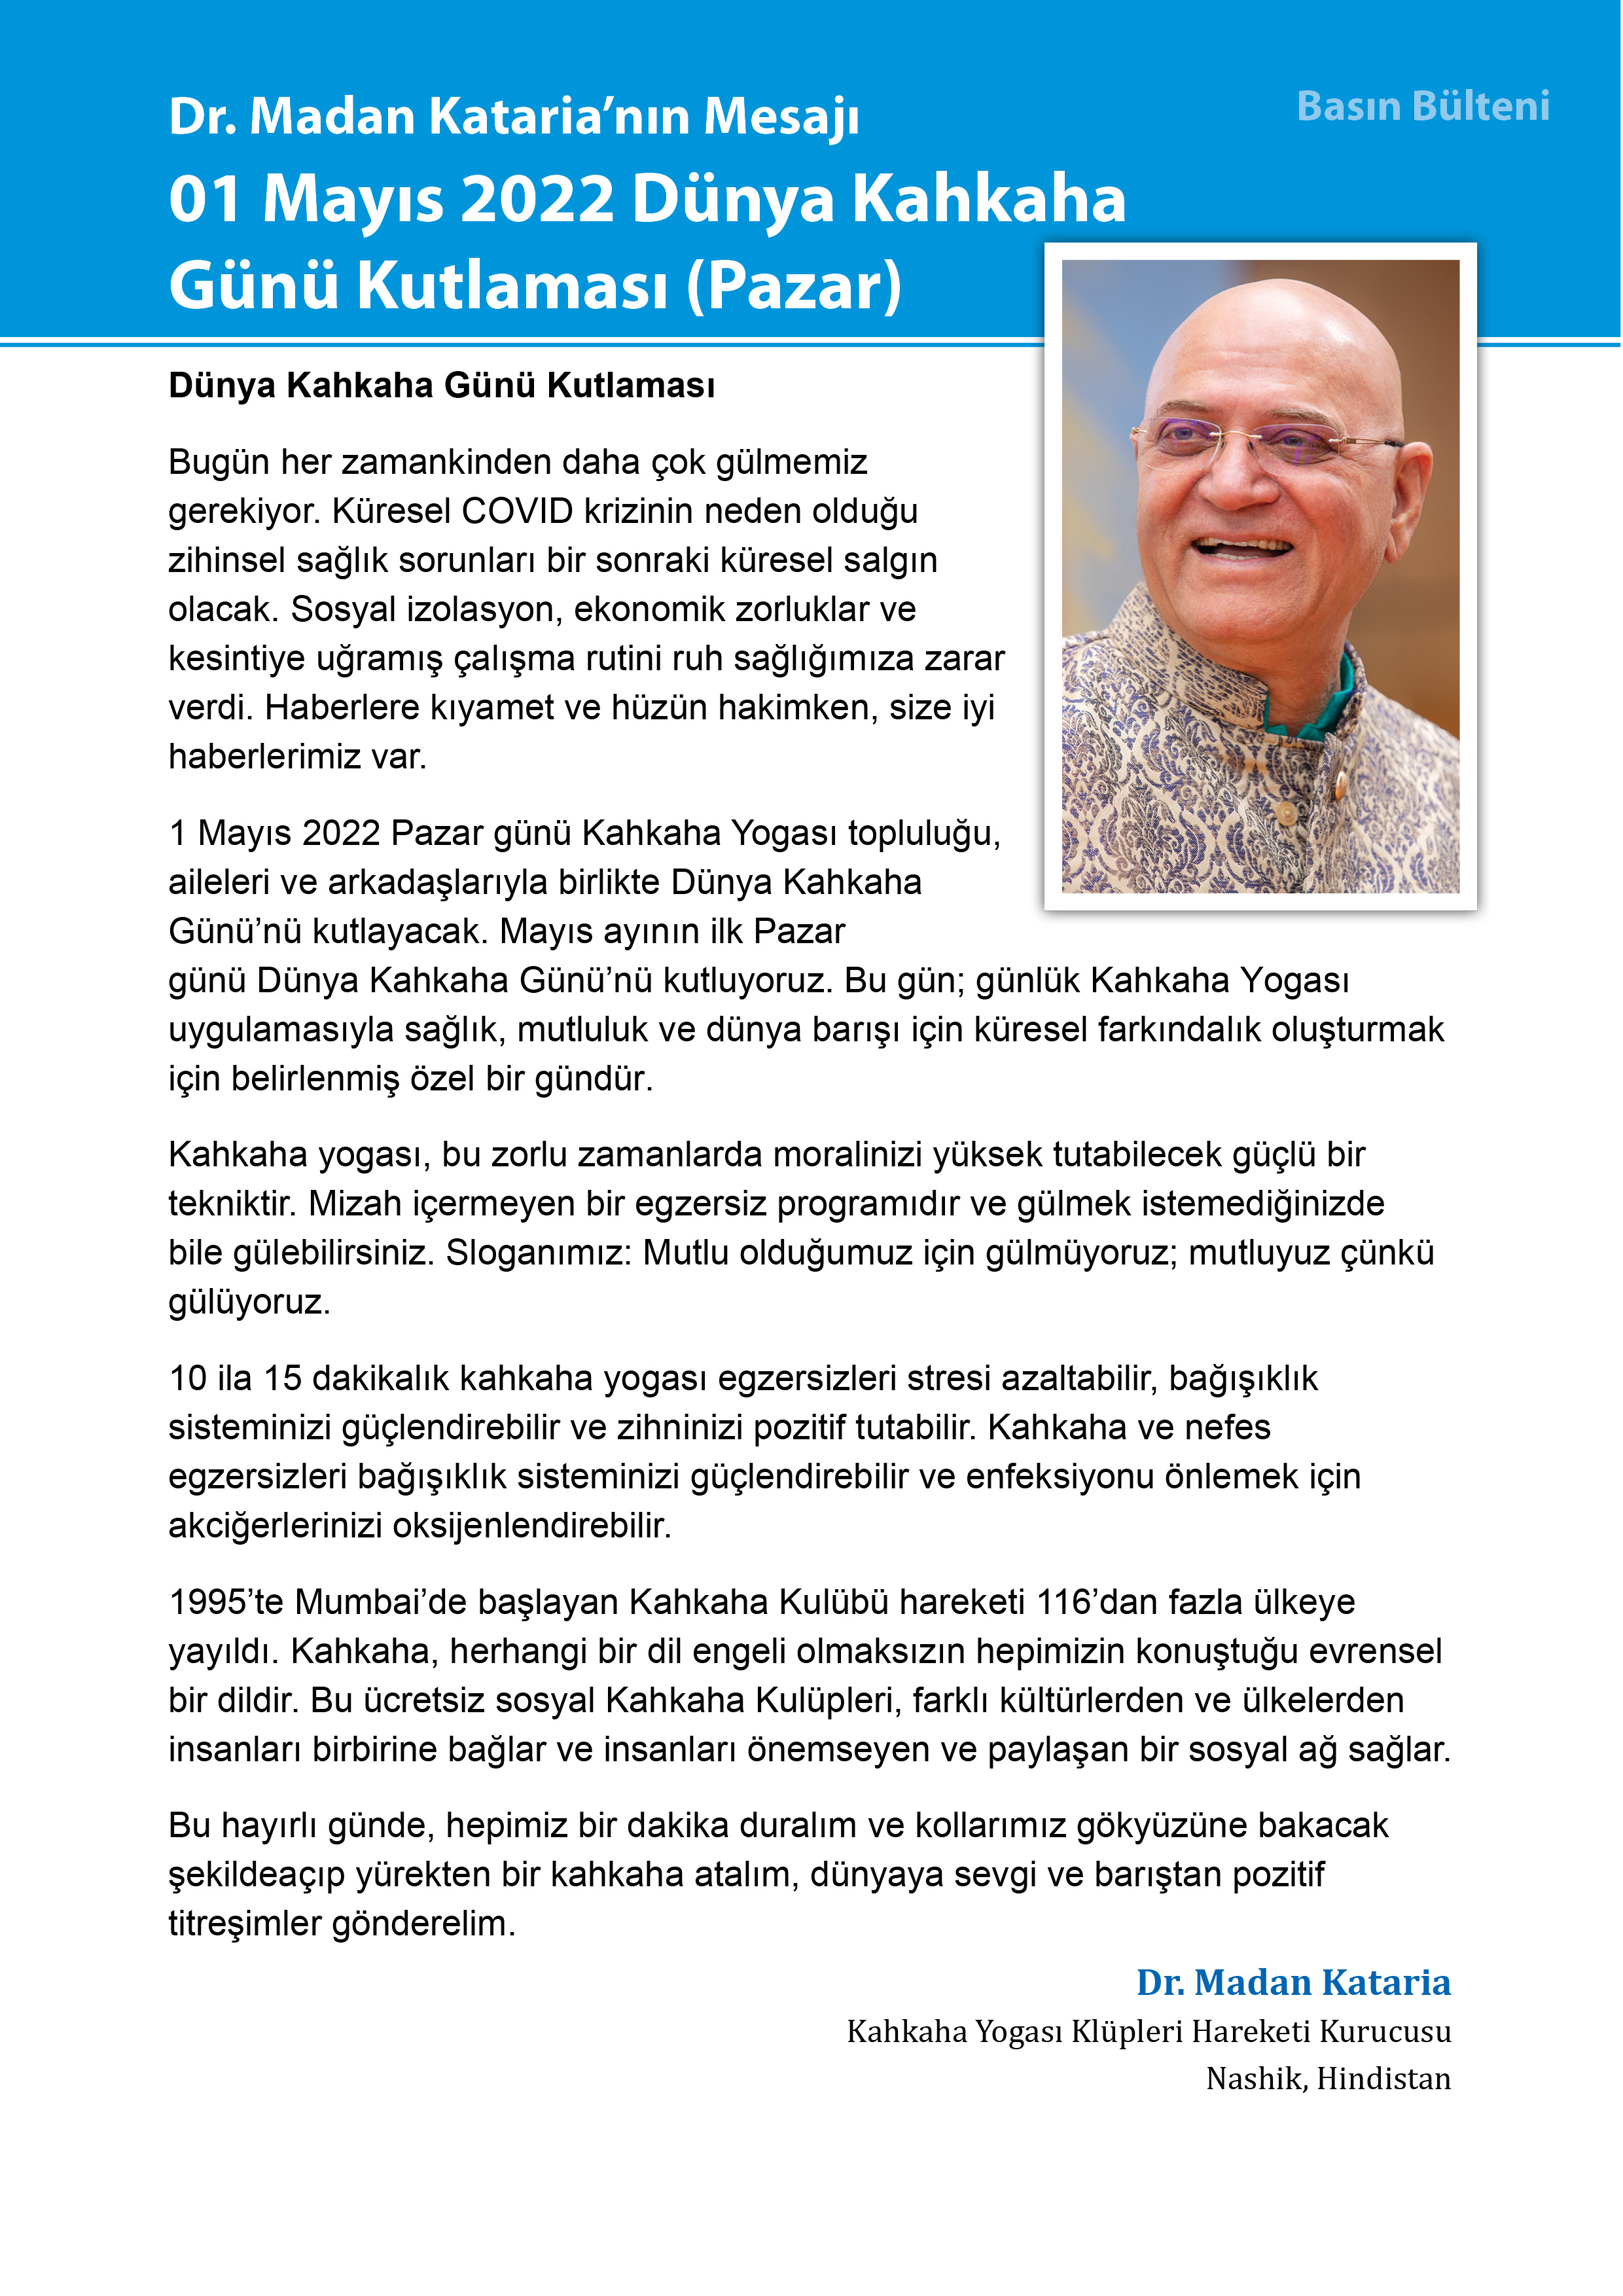 Dr. Madan Kataria’nın Mesajı
Basın Bülteni
01 Mayıs 2022 Dünya Kahkaha
Günü Kutlaması (Pazar)
Dünya Kahkaha Günü Kutlaması
Bugün her zamankinden daha çok gülmemiz
gerekiyor. Küresel COVID krizinin neden olduğu
zihinsel sağlık sorunları bir sonraki küresel salgın
olacak. Sosyal izolasyon, ekonomik zorluklar ve
kesintiye uğramış çalışma rutini ruh sağlığımıza zarar
verdi. Haberlere kıyamet ve hüzün hakimken, size iyi
haberlerimiz var.
1 Mayıs 2022 Pazar günü Kahkaha Yogası topluluğu,
aileleri ve arkadaşlarıyla birlikte Dünya Kahkaha
Günü’nü kutlayacak. Mayıs ayının ilk Pazar
günü Dünya Kahkaha Günü’nü kutluyoruz. Bu gün; günlük Kahkaha Yogası
uygulamasıyla sağlık, mutluluk ve dünya barışı için küresel farkındalık oluşturmak
için belirlenmiş özel bir gündür.
Kahkaha yogası, bu zorlu zamanlarda moralinizi yüksek tutabilecek güçlü bir
tekniktir. Mizah içermeyen bir egzersiz programıdır ve gülmek istemediğinizde
bile gülebilirsiniz. Sloganımız: Mutlu olduğumuz için gülmüyoruz; mutluyuz çünkü
gülüyoruz.
10 ila 15 dakikalık kahkaha yogası egzersizleri stresi azaltabilir, bağışıklık
sisteminizi güçlendirebilir ve zihninizi pozitif tutabilir. Kahkaha ve nefes
egzersizleri bağışıklık sisteminizi güçlendirebilir ve enfeksiyonu önlemek için
akciğerlerinizi oksijenlendirebilir.
1995’te Mumbai’de başlayan Kahkaha Kulübü hareketi 116’dan fazla ülkeye
yayıldı. Kahkaha, herhangi bir dil engeli olmaksızın hepimizin konuştuğu evrensel
bir dildir. Bu ücretsiz sosyal Kahkaha Kulüpleri, farklı kültürlerden ve ülkelerden
insanları birbirine bağlar ve insanları önemseyen ve paylaşan bir sosyal ağ sağlar.
Bu hayırlı günde, hepimiz bir dakika duralım ve kollarımız gökyüzüne bakacak
şekildeaçıp yürekten bir kahkaha atalım, dünyaya sevgi ve barıştan pozitif
titreşimler gönderelim.
Dr. Madan Kataria
Kahkaha Yogası Klüpleri Hareketi Kurucusu
Nashik, Hindistan